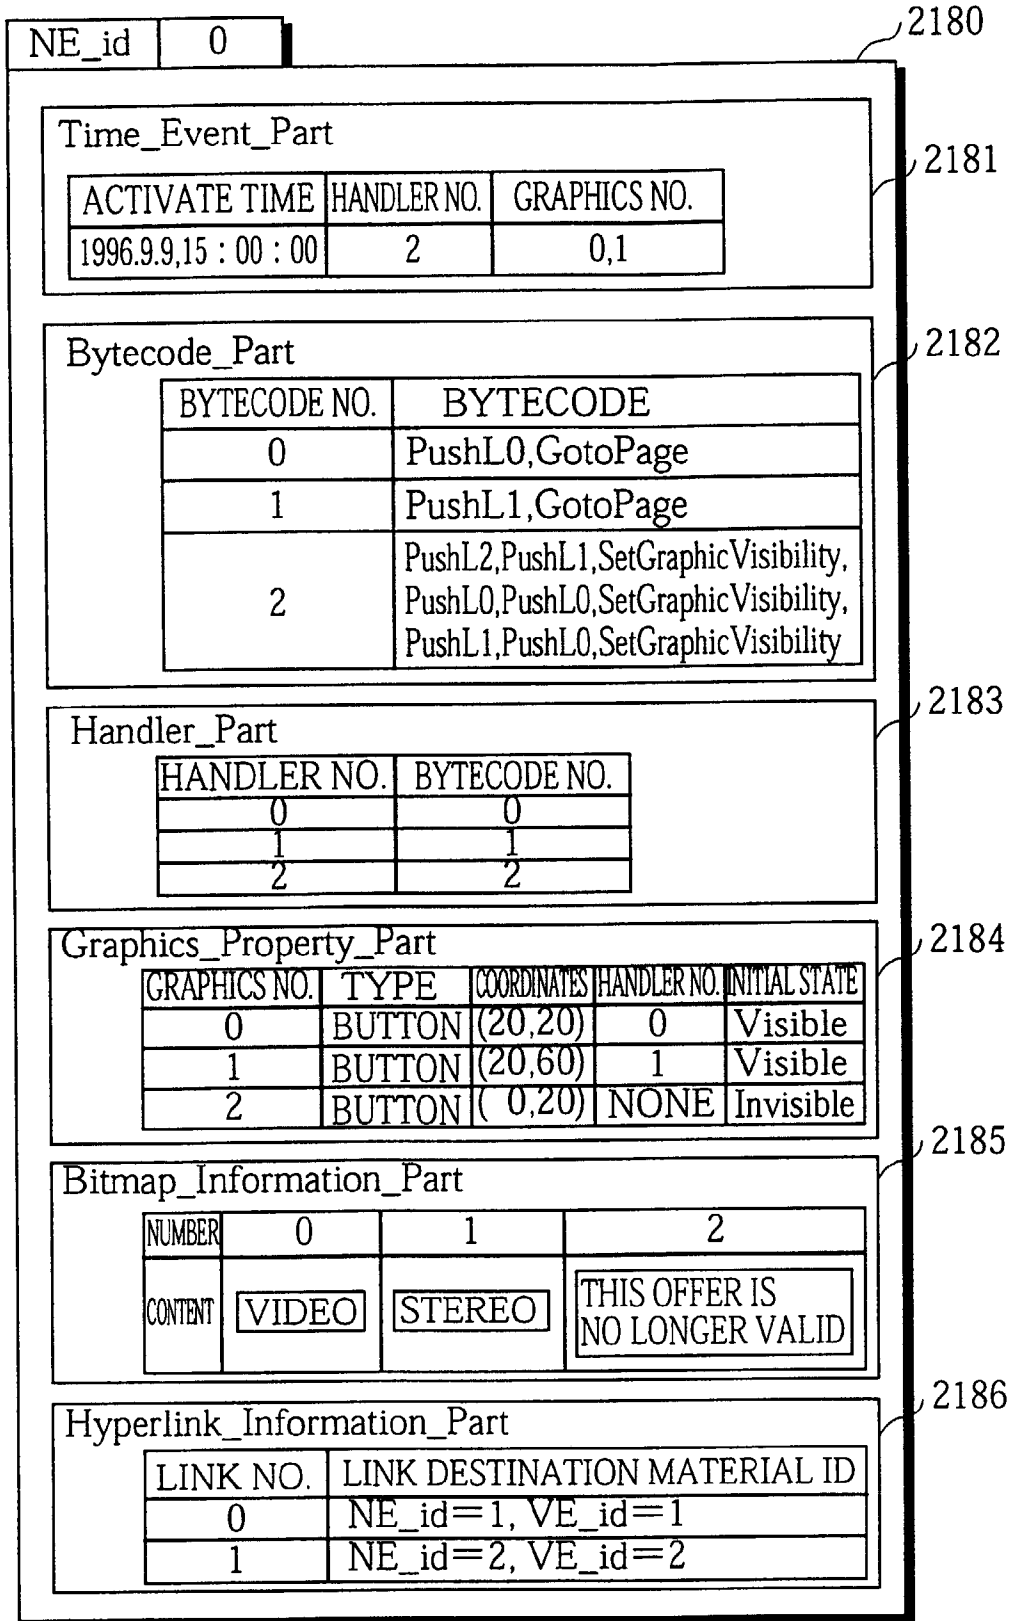 NE_id 0
2180
Time_Event_Part
2181
ACTIVATE TIME HANDLER NO. GRAPHICS NO.
1996.9.9,15 : 00 : 00 2 0,1
Bytecode_Part
2182
BYTECODE NO. BYTECODE
0 PushL0,GotoPage
1 PushL1,GotoPage
2 PushL2,PushL1,SetGraphicVisibility,
PushL0,PushL0,SetGraphicVisibility,
PushL1,PushL0,SetGraphicVisibility
2183
Handler_Part
HANDLER NO. BYTECODE NO.
0 0
1 1
2 2
Graphics_Property_Part
2184
GRAPHICS NO. TYPE COORDINATES HANDLER NO. INITIAL STATE
0 BUTTON (20,20) 0 Visible
1 BUTTON (20,60) 1 Visible
2 BUTTON ( 0,20) NONE Invisible
2185
Bitmap_Information_Part
NUMBER 0 1 2
CONTENT VIDEO STEREO THIS OFFER IS
NO LONGER VALID
2186
Hyperlink_Information_Part
LINK NO. LINK DESTINATION MATERIAL ID
0 NE_id=1, VE_id=1
1 NE_id=2, VE_id=2